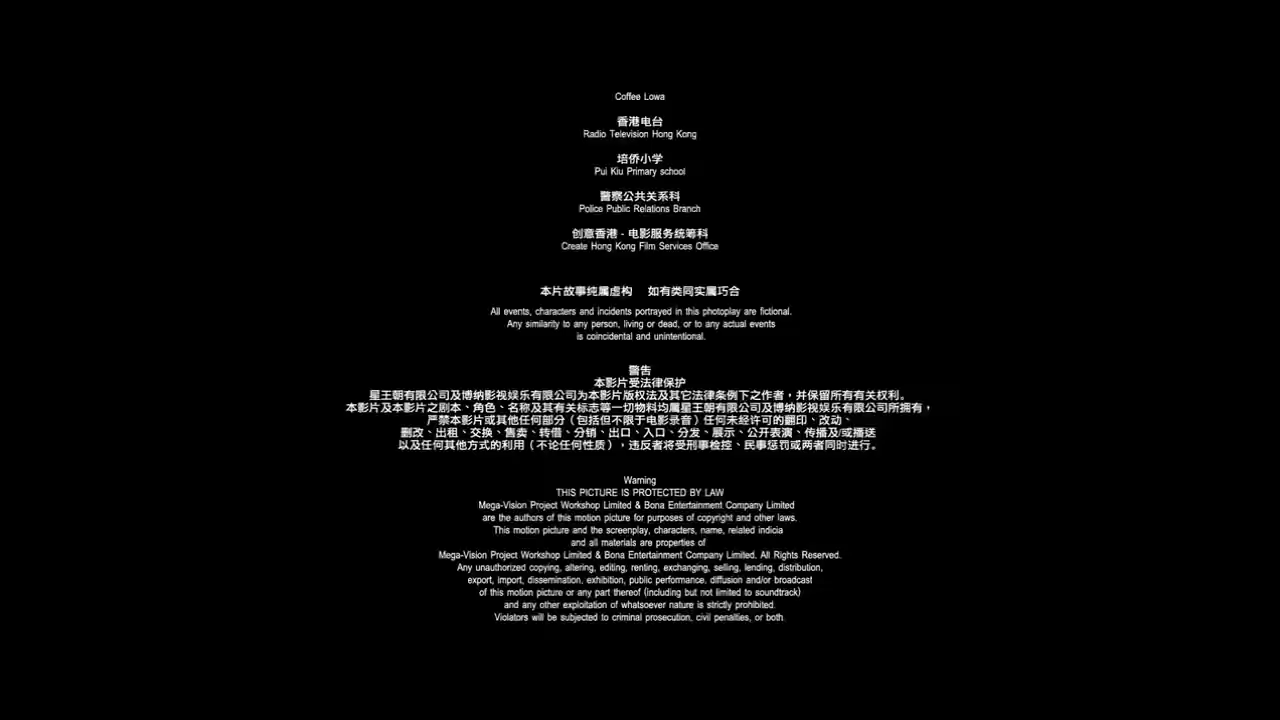 Coffee Lowa
香港电台
Radio Television Hong Kong
培侨小学
Pui Kiu Primary school
警察公共关系科
Police Public Relations Branch
创意香港 - 电影服务统筹科
Create Hong Kong Film Services Office
本片故事纯属虚构 如有类同实属巧合
All events, characters and incidents portrayed in this photoplay are fictional.
Any similarity to any person, living or dead, or to any actual events
is coincidental and unintentional.
警告
本影片受法律保护
星王朝有限公司及博纳影视娱乐有限公司为本影片版权法及其它法律条例下之作者，并保留所有有关权利。
本影片及本影片之剧本、角色、名称及其有关标志等一切物料均属星王朝有限公司及博纳影视娱乐有限公司所拥有，
严禁本影片或其他任何部分（包括但不限于电影录音）任何未经许可的翻印、改动、
删改、出租、交换、售卖、转借、分销、出口、入口、分发、展示、公开表演、传播及/或播送
以及任何其他方式的利用（不论任何性质），违反者将受刑事检控、民事惩罚或两者同时进行。
Warning
THIS PICTURE IS PROTECTED BY LAW
Mega-Vision Project Workshop Limited & Bona Entertainment Company Limited
are the authors of this motion picture for purposes of copyright and other laws.
This motion picture and the screenplay, characters, name, related indicia
and all materials are properties of
Mega-Vision Project Workshop Limited & Bona Entertainment Company Limited. All Rights Reserved.
Any unauthorized copying, altering, editing, renting, exchanging, selling, lending, distribution,
export, import, dissemination, exhibition, public performance, diffusion and/or broadcast
of this motion picture or any part thereof (including but not limited to soundtrack)
and any other exploitation of whatsoever nature is strictly prohibited.
Violators will be subjected to criminal prosecution, civil penalties, or both.